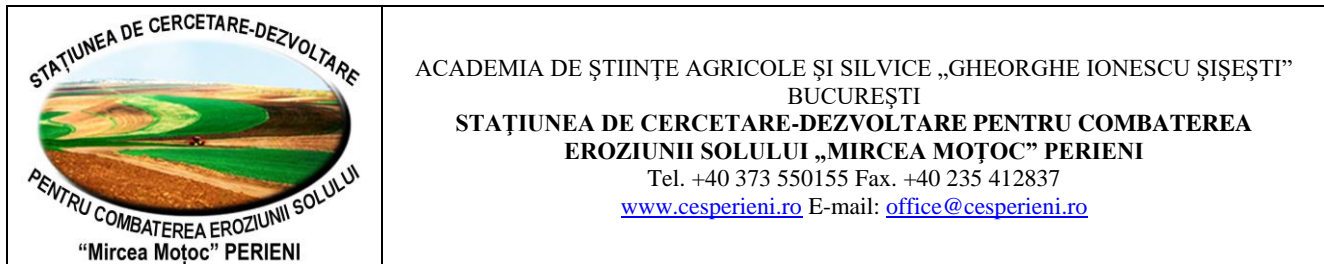 STAȚIUNEA DE CERCETARE-DEZVOLTARE
PENTRU COMBATEREA EROZIUNII SOLULUI
“Mircea Moțoc” PERIENI
ACADEMIA DE ŞTIINŢE AGRICOLE ŞI SILVICE „GHEORGHE IONESCU ŞIŞEŞTI”
BUCUREŞTI
STAŢIUNEA DE CERCETARE-DEZVOLTARE PENTRU COMBATEREA
EROZIUNII SOLULUI „MIRCEA MOŢOC” PERIENI
Tel. +40 373 550155 Fax. +40 235 412837
www.cesperieni.ro E-mail: office@cesperieni.ro